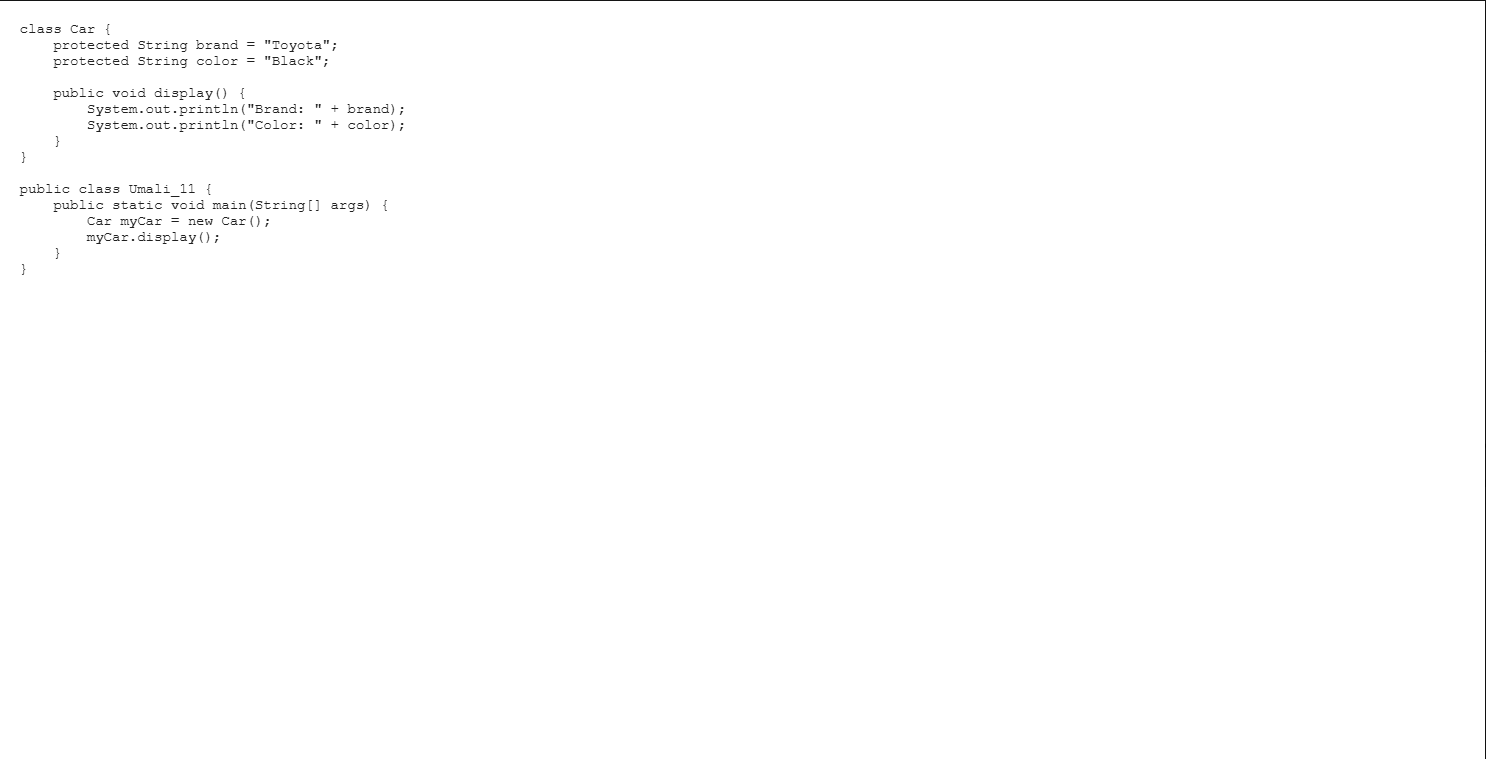 class Car {
    protected String brand = "Toyota";
    protected String color = "Black";

    public void display() {
        System.out.println("Brand: " + brand);
        System.out.println("Color: " + color);
    }
}

public class Umali_11 {
    public static void main(String[] args) {
        Car myCar = new Car();
        myCar.display();
    }
}